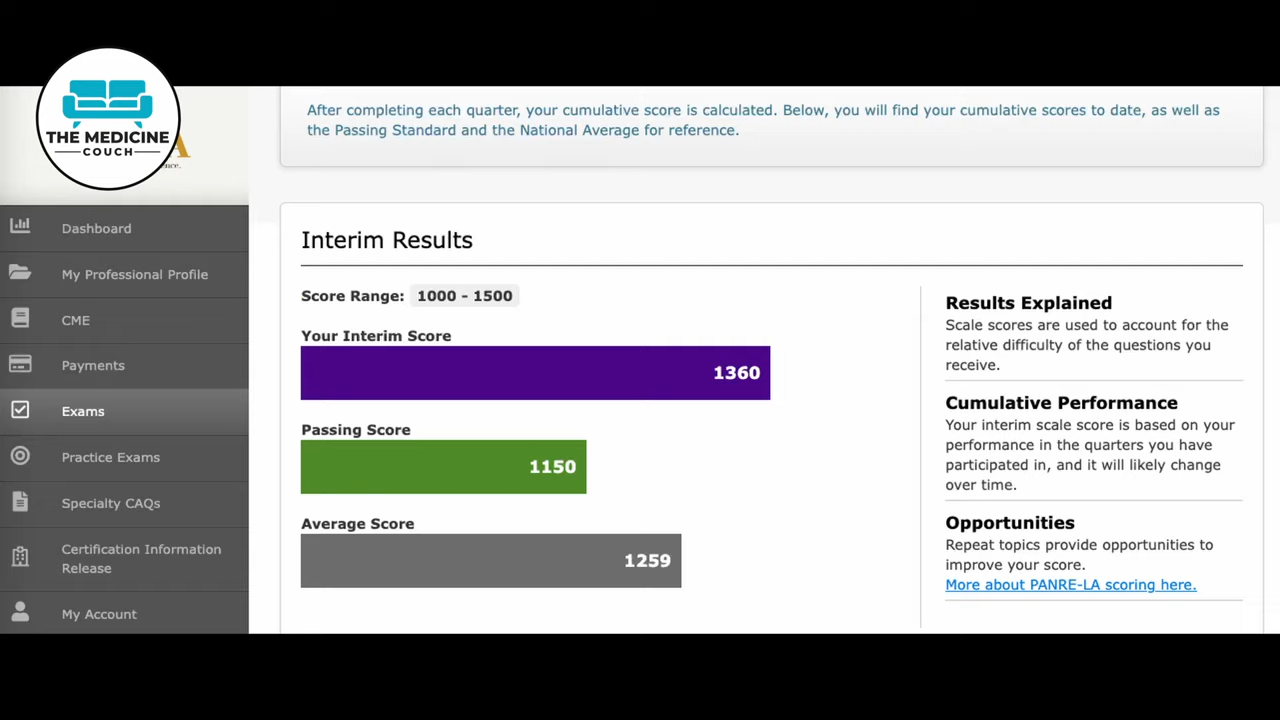 THE MEDICINE
COUCH
After completing each quarter, your cumulative score is calculated. Below, you will find your cumulative scores to date, as well as
the Passing Standard and the National Average for reference.
Dashboard
My Professional Profile
CME
Payments
Exams
Practice Exams
Specialty CAQs
Certification Information
Release
My Account
Interim Results
Score Range: 1000 - 1500
Your Interim Score
1360
Passing Score
1150
Average Score
1259
Results Explained
Scale scores are used to account for the
relative difficulty of the questions you
receive.
Cumulative Performance
Your interim scale score is based on your
performance in the quarters you have
participated in, and it will likely change
over time.
Opportunities
Repeat topics provide opportunities to
improve your score.
More about PANRE-LA scoring here.